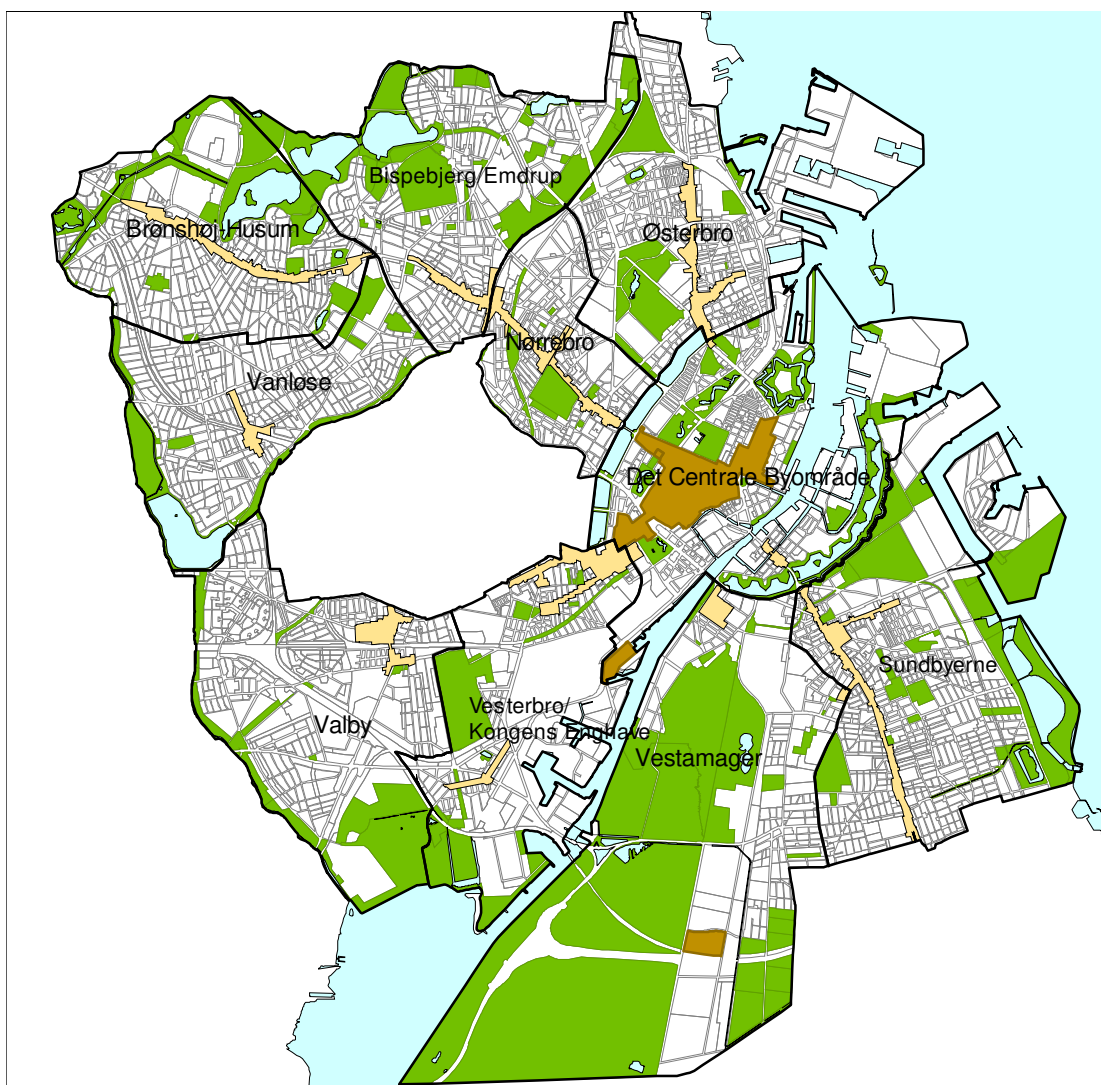 Bispebjerg/Emdrup
Brønshøj-Husum
Østerbro
Nørrebro
Vanløse
Det Centrale Byområde
Sundbyerne
Vesterbro/
Kongens Enghave
Valby
Vestamager